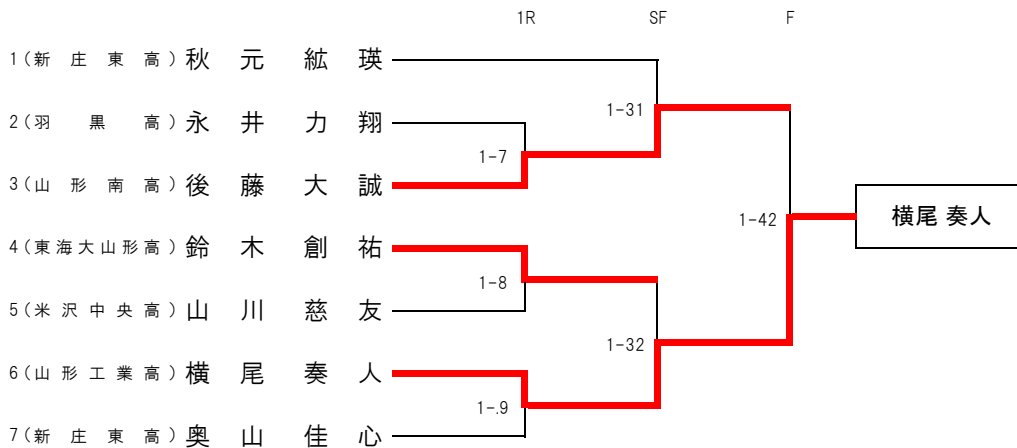 1R SF F
1(新庄東高)秋元紘瑛
1-31
2(羽黒高)永井力翔
1-7
3(山形南高)後藤大誠
横尾 奏人
1-42
4(東海大山形高)鈴木創祐
1-8
5(米沢中央高)山川慈友
1-32
6(山形工業高)横尾奏人
1-.9
7(新庄東高)奥山佳心